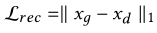 ℒ_{rec} = ∥ x_g − x_d ∥_1